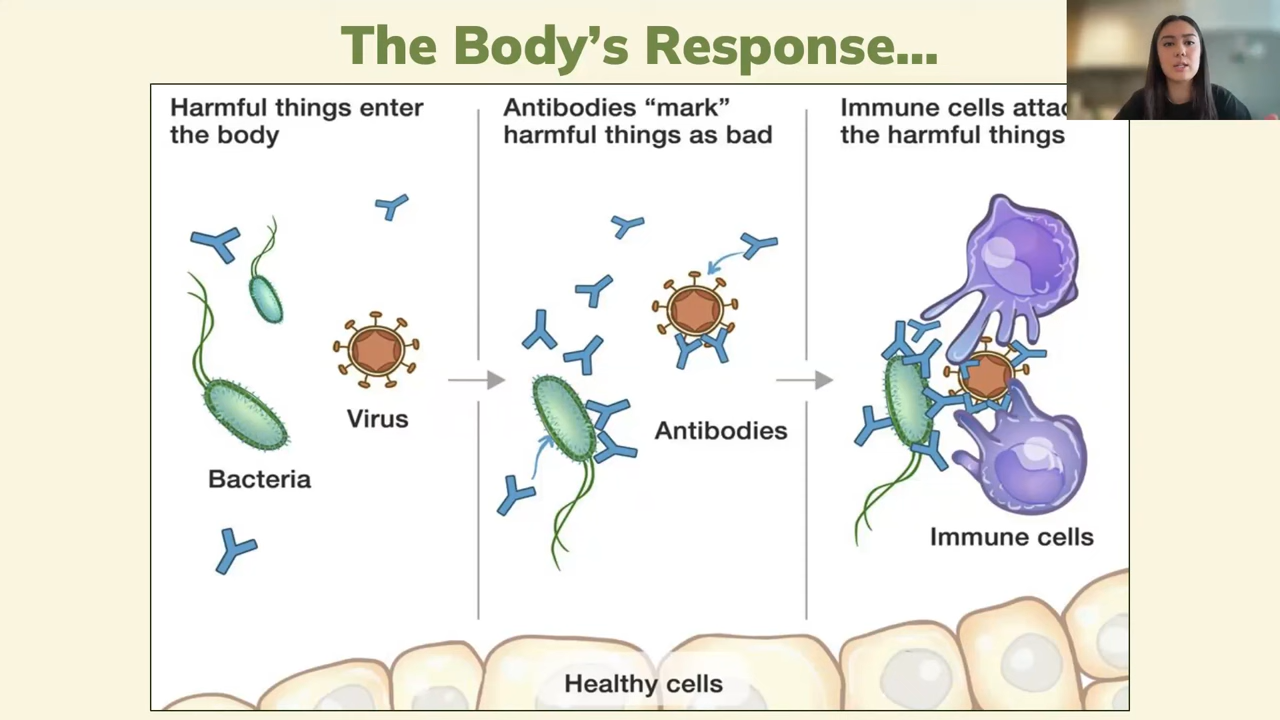 The Body’s Response...
Harmful things enter
the body
Antibodies “mark”
harmful things as bad
Immune cells
the harmful things
Virus
Bacteria
Antibodies
Immune cells
Healthy cells